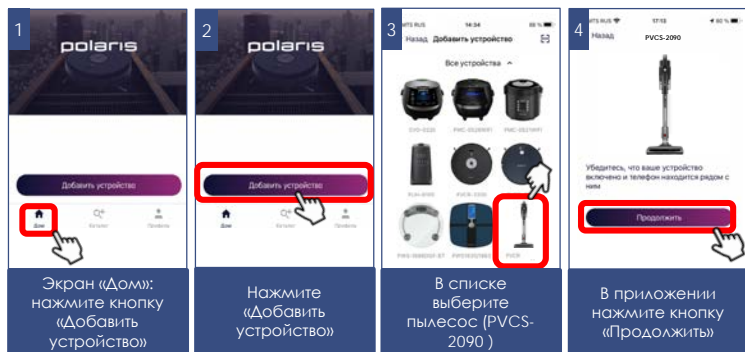 1
polaris
Добавить устройство
Дом
Каталог
Профиль
Экран «Дом»:
нажмите кнопку
«Добавить
устройство»
2
polaris
Добавить устройство
Дом
Каталог
Профиль
Нажмите
«Добавить
устройство»
3
MTS RUS 14:34
Назад Добавить устройство
Все устройства
PVCR
В списке
выберите
пылесос (PVCS-
2090 )
4
MTS RUS 17:13
Назад PVCS-2090
Убедитесь, что ваше устройство
включено и телефон находится рядом с
ним
Продолжить
В приложении
нажмите кнопку
«Продолжить»